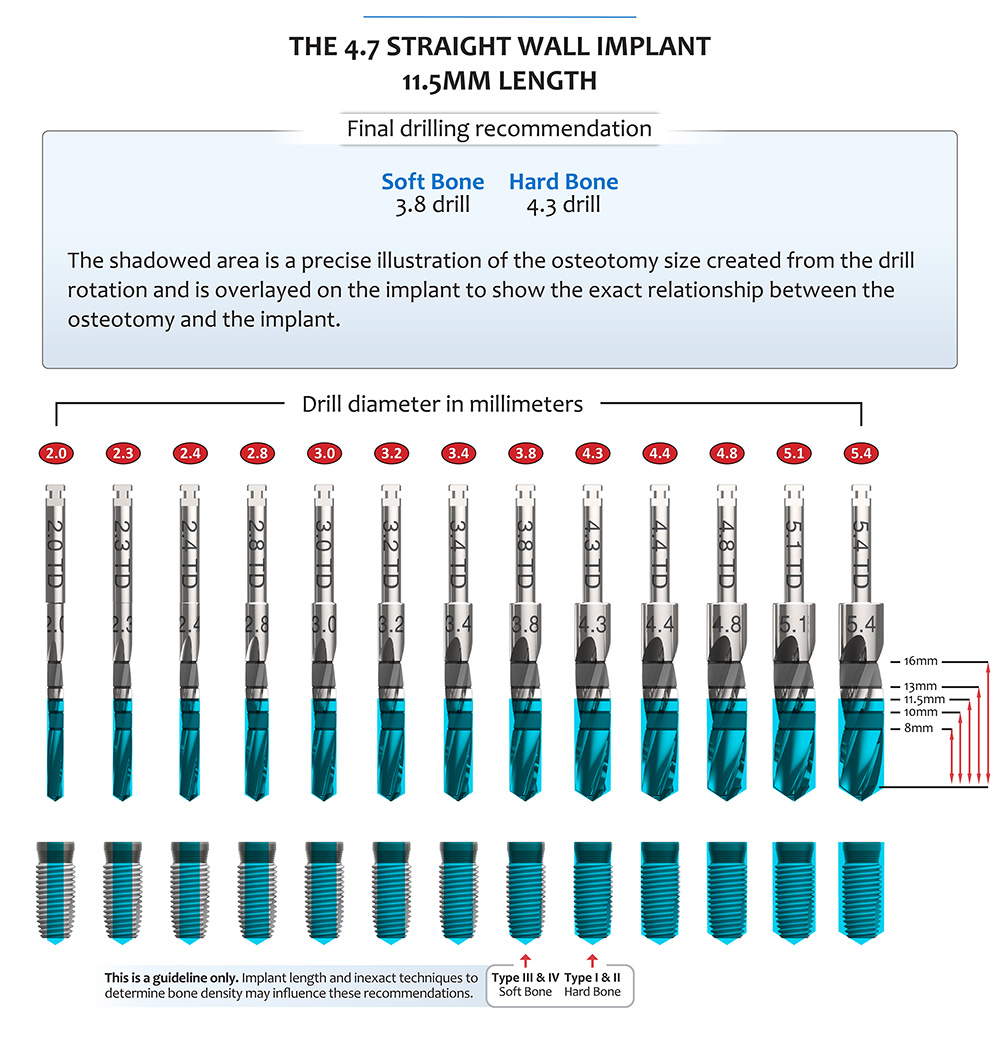 THE 4.7 STRAIGHT WALL IMPLANT
11.5MM LENGTH
Final drilling recommendation
Soft Bone Hard Bone
3.8 drill 4.3 drill
The shadowed area is a precise illustration of the osteotomy size created from the drill
rotation and is overlayed on the implant to show the exact relationship between the
osteotomy and the implant.
Drill diameter in millimeters
2.0 2.3 2.4 2.8 3.0 3.2 3.4 3.8 4.3 4.4 4.8 5.1 5.4
2.0 TD 2.3 TD 2.4 TD 2.8 TD 3.0 TD 3.2 TD 3.4 TD 3.8 TD 4.3 TD 4.4 TD 4.8 TD 5.1 TD 5.4 TD
2.0 2.3 2.4 2.8 3.0 3.2 3.4 3.8 4.3 4.4 4.8 5.1 5.4
16mm
13mm
11.5mm
10mm
8mm
This is a guideline only. Implant length and inexact techniques to
determine bone density may influence these recommendations.
Type III & IV Type I & II
Soft Bone Hard Bone